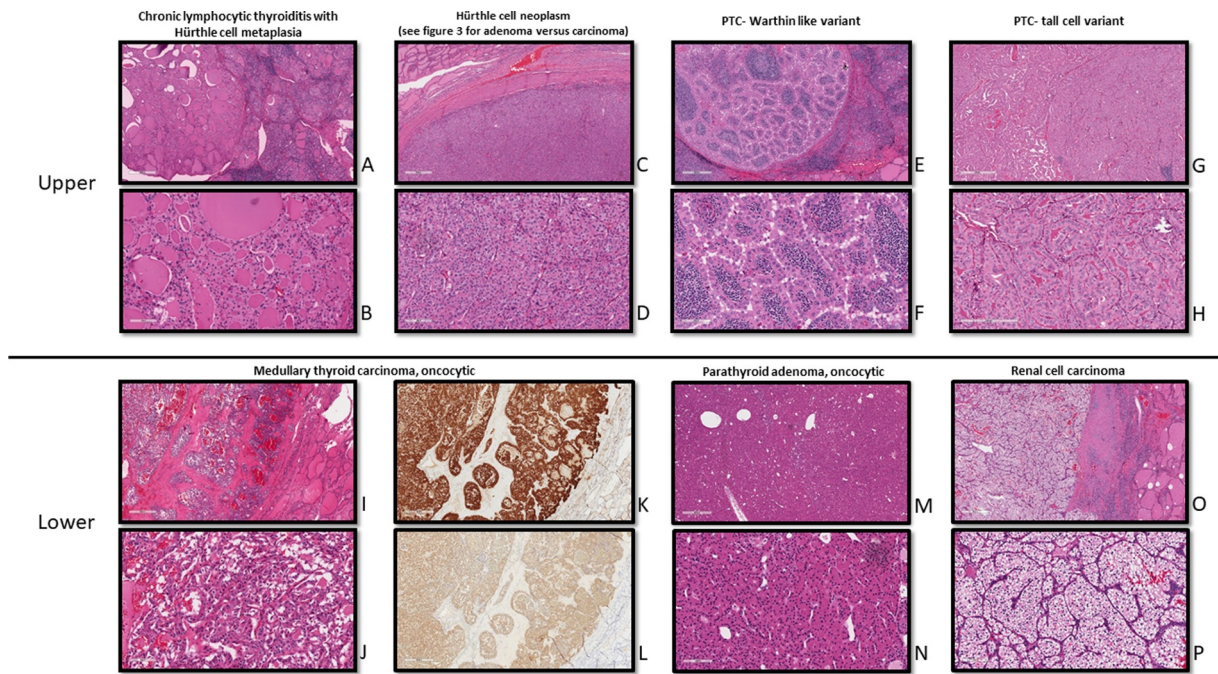 Chronic lymphocytic thyroiditis with
Hürthle cell metaplasia
Hürthle cell neoplasm
(see figure 3 for adenoma versus carcinoma)
PTC- Warthin like variant
PTC- tall cell variant
Upper
A
C
E
G
B
D
F
H
Medullary thyroid carcinoma, oncocytic
Parathyroid adenoma, oncocytic
Renal cell carcinoma
Lower
I
K
M
O
J
L
N
P